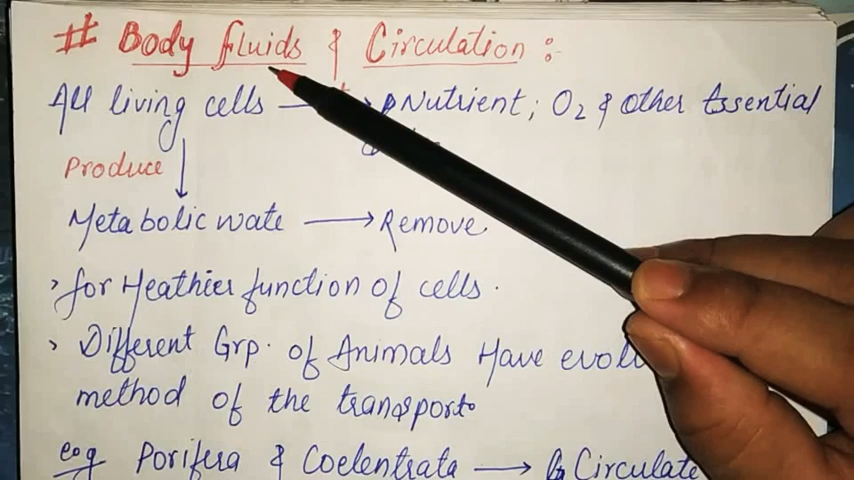 # Body fluids & Circulation :-
All living cells → Nutrient; O2 & other Essential
Produce ↓
Metabolic wate → Remove.
› for Heathier function of cells.
› Different Grp. of Animals Have
method of the transport.
eog Porifera & Coelentrata → Circulate